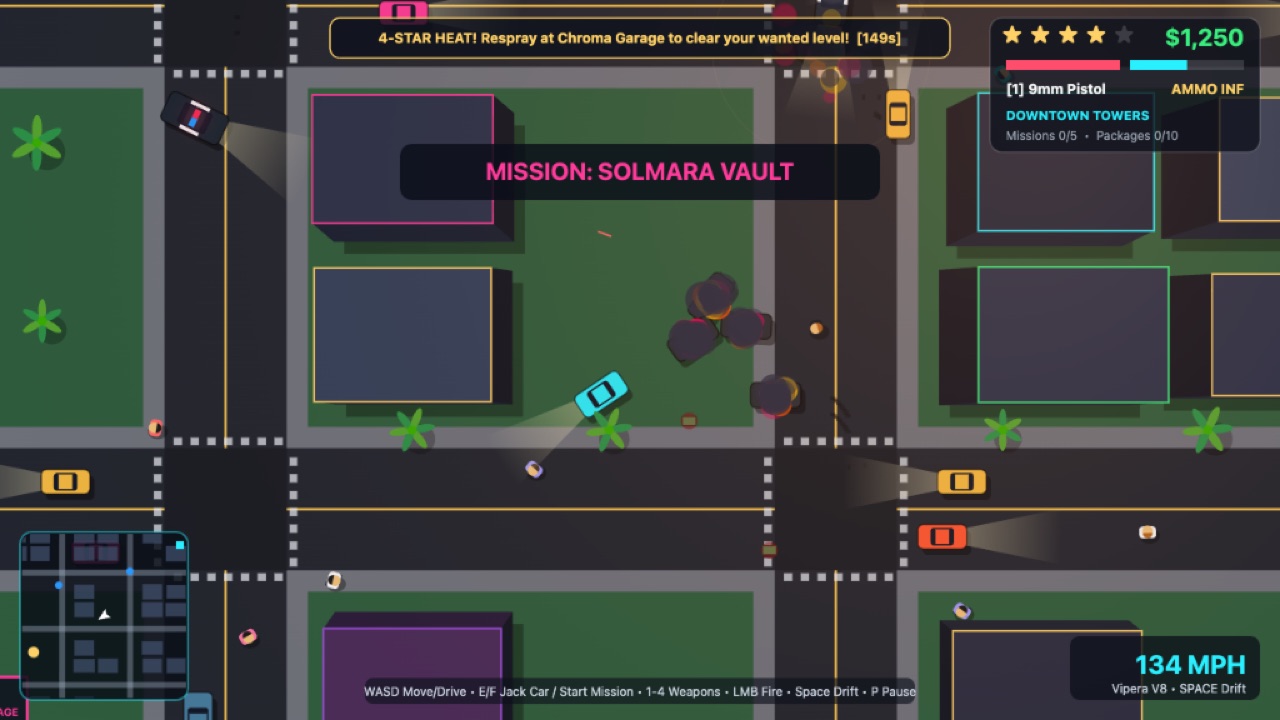 4-STAR HEAT! Respray at Chroma Garage to clear your wanted level! [149s]
$1,250
[1] 9mm Pistol
AMMO INF
DOWNTOWN TOWERS
Missions 0/5 • Packages 0/10
MISSION: SOLMARA VAULT
AGE
134 MPH
Vipera V8 • SPACE Drift
WASD Move/Drive • E/F Jack Car / Start Mission • 1-4 Weapons • LMB Fire • Space Drift • P Pause